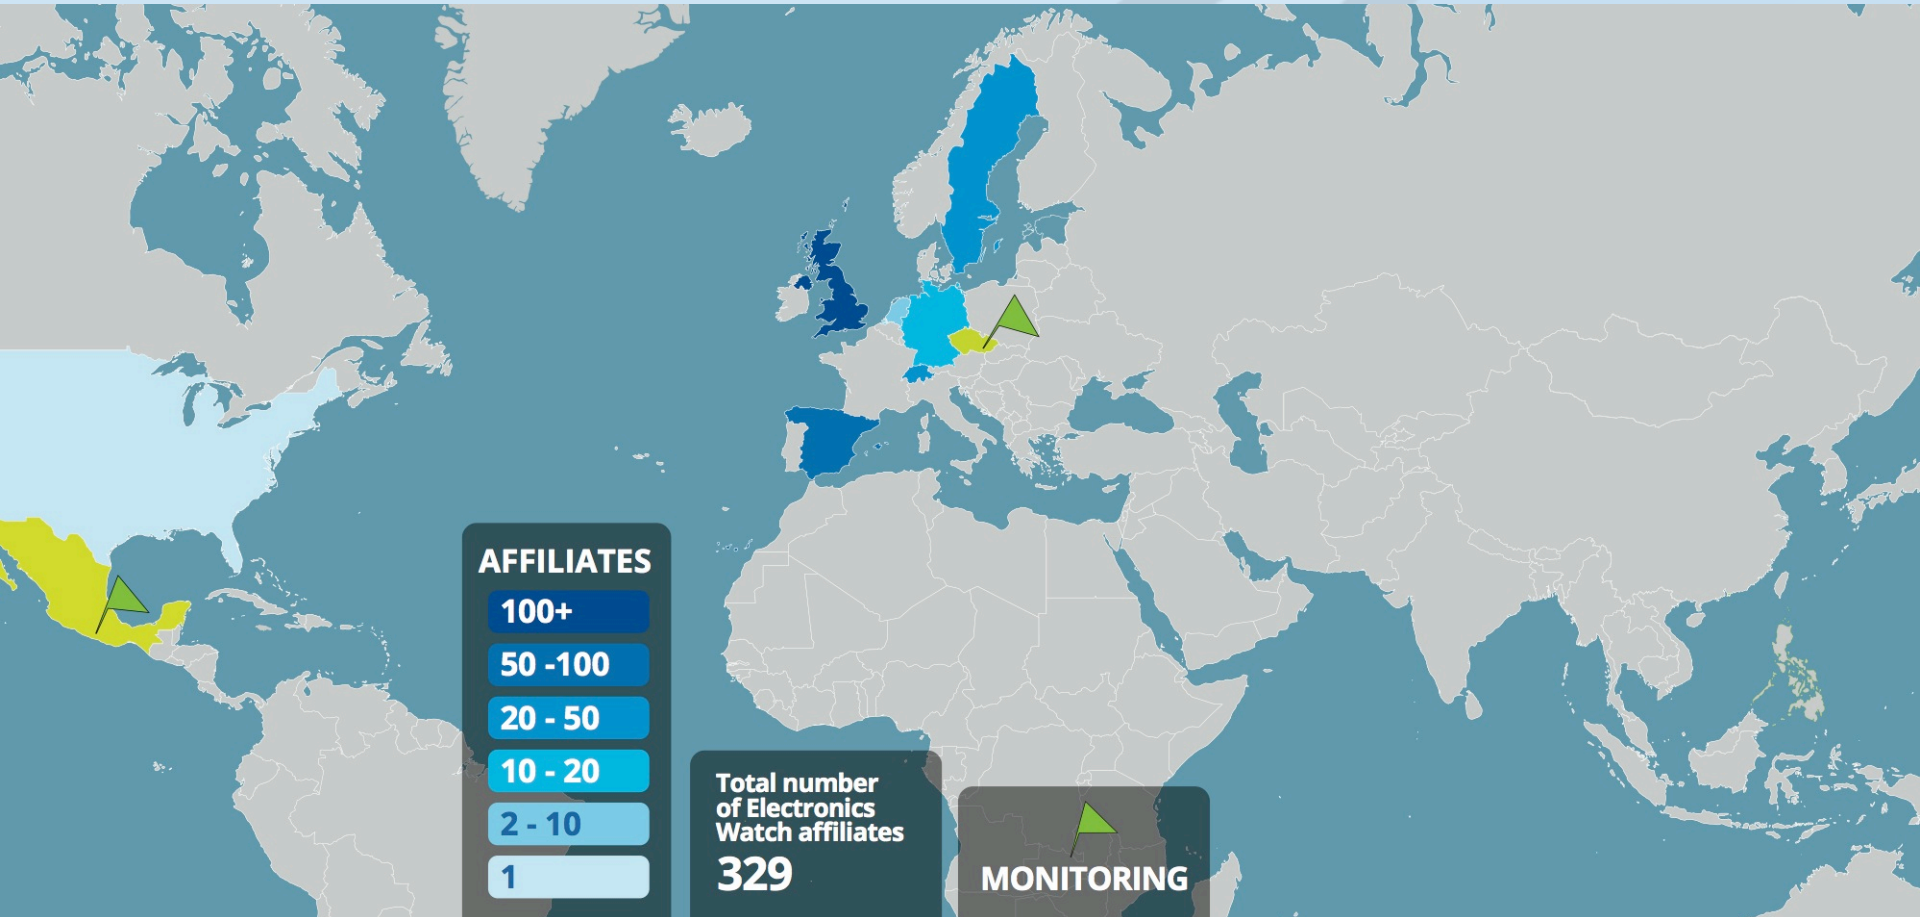 AFFILIATES
100+
50 -100
20 - 50
10 - 20
2 - 10
1
Total number
of Electronics
Watch affiliates
329
MONITORING